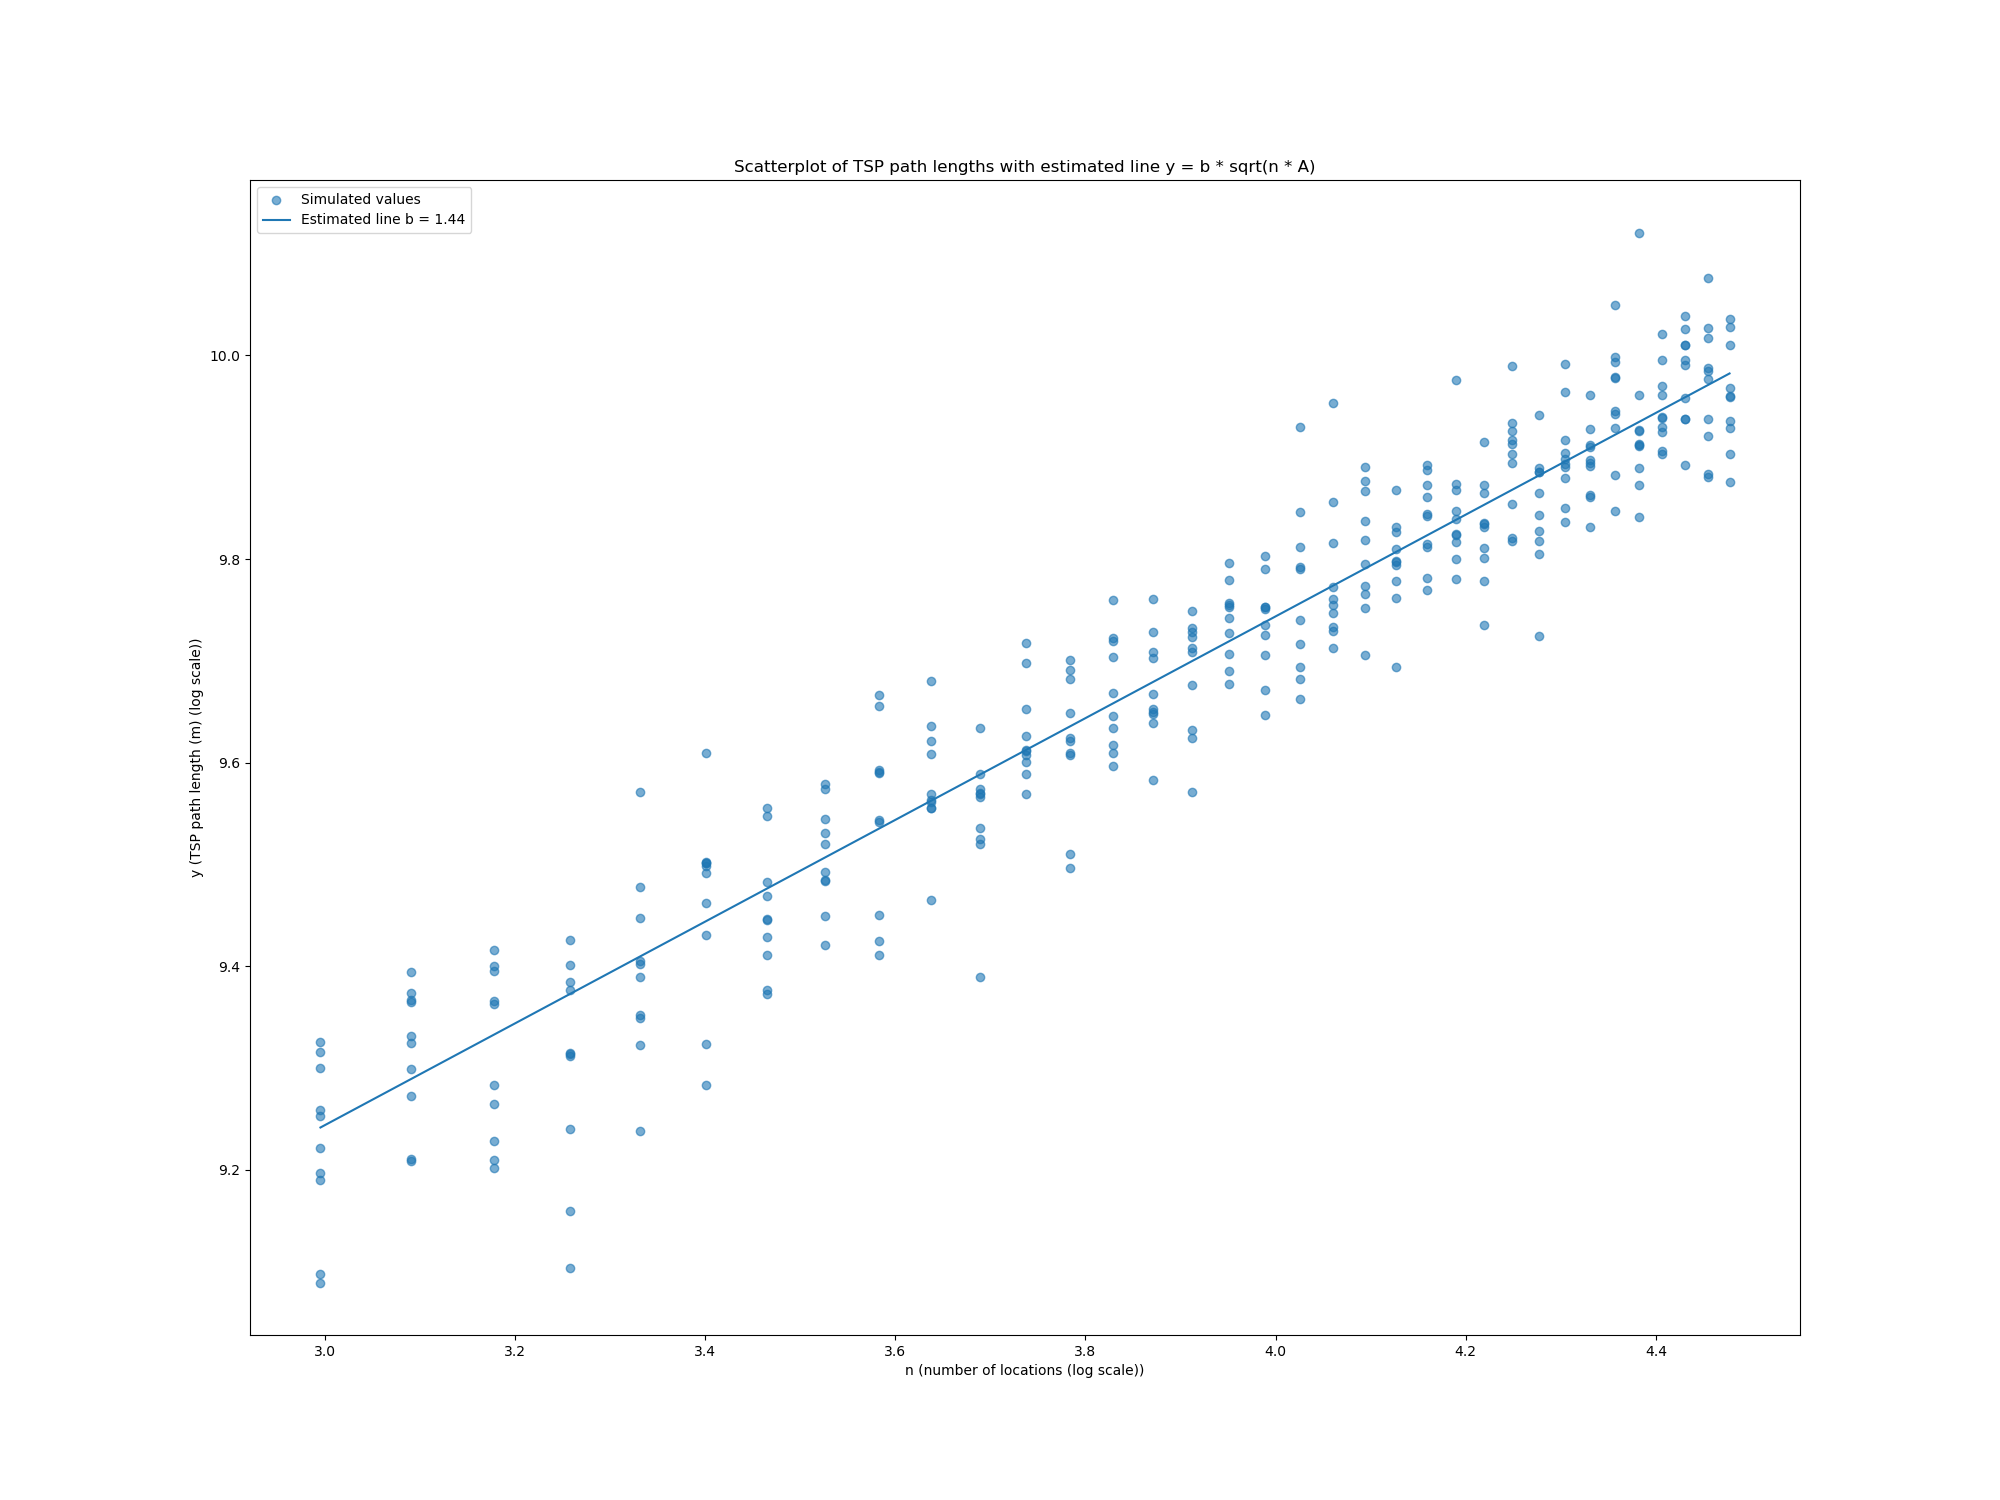 Scatterplot of TSP path lengths with estimated line y = b * sqrt(n * A)
Simulated values
Estimated line b = 1.44
10.0
9.8
9.6
9.4
9.2
y (TSP path length (m) (log scale))
3.0 3.2 3.4 3.6 3.8 4.0 4.2 4.4
n (number of locations (log scale))